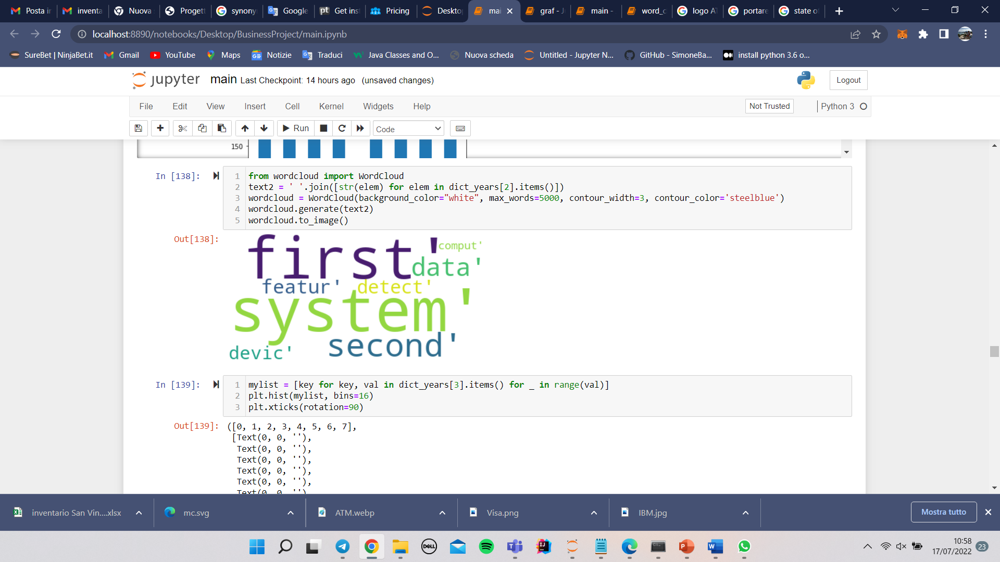 Posta in
inventa
Nuova
Progett
synony
Google
Get inst
Pricing
Deskto
mai
graf - J
main -
word_c
logo AT
portare
state o
localhost:8890/notebooks/Desktop/BusinessProject/main.ipynb
SureBet | NinjaBet.it
Gmail
YouTube
Maps
Notizie
Traduci
Java Classes and O...
Nuova scheda
Untitled - Jupyter N...
GitHub - SimoneBa...
install python 3.6 o...
jupyter main Last Checkpoint: 14 hours ago (unsaved changes)
Logout
File Edit View Insert Cell Kernel Widgets Help
Not Trusted
Python 3
Run
Code
150
In [138]:
1 from wordcloud import WordCloud
2 text2 = ' '.join([str(elem) for elem in dict_years[2].items()])
3 wordcloud = WordCloud(background_color="white", max_words=5000, contour_width=3, contour_color='steelblue')
4 wordcloud.generate(text2)
5 wordcloud.to_image()
Out[138]:
first'
comput'
data'
featur'
detect'
system'
second'
devic'
In [139]:
1 mylist = [key for key, val in dict_years[3].items() for _ in range(val)]
2 plt.hist(mylist, bins=16)
3 plt.xticks(rotation=90)
Out[139]: ([0, 1, 2, 3, 4, 5, 6, 7],
[Text(0, 0, ''),
Text(0, 0, ''),
Text(0, 0, ''),
Text(0, 0, ''),
Text(0, 0, ''),
Text(0, 0, '')
inventario San Vin....xlsx
mc.svg
ATM.webp
Visa.png
IBM.jpg
Mostra tutto
DELL
10:58
17/07/2022
23